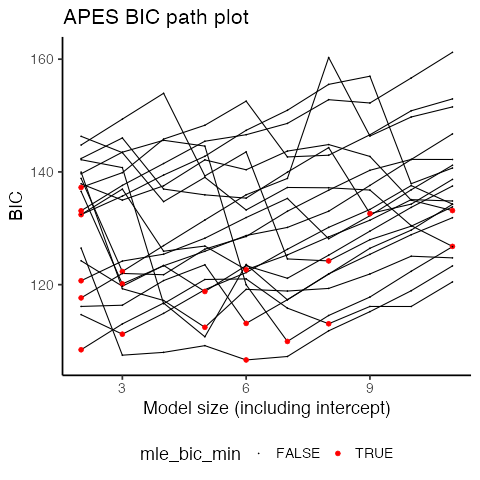 APES BIC path plot
160
140
120
BIC
3
6
9
Model size (including intercept)
mle_bic_min FALSE TRUE